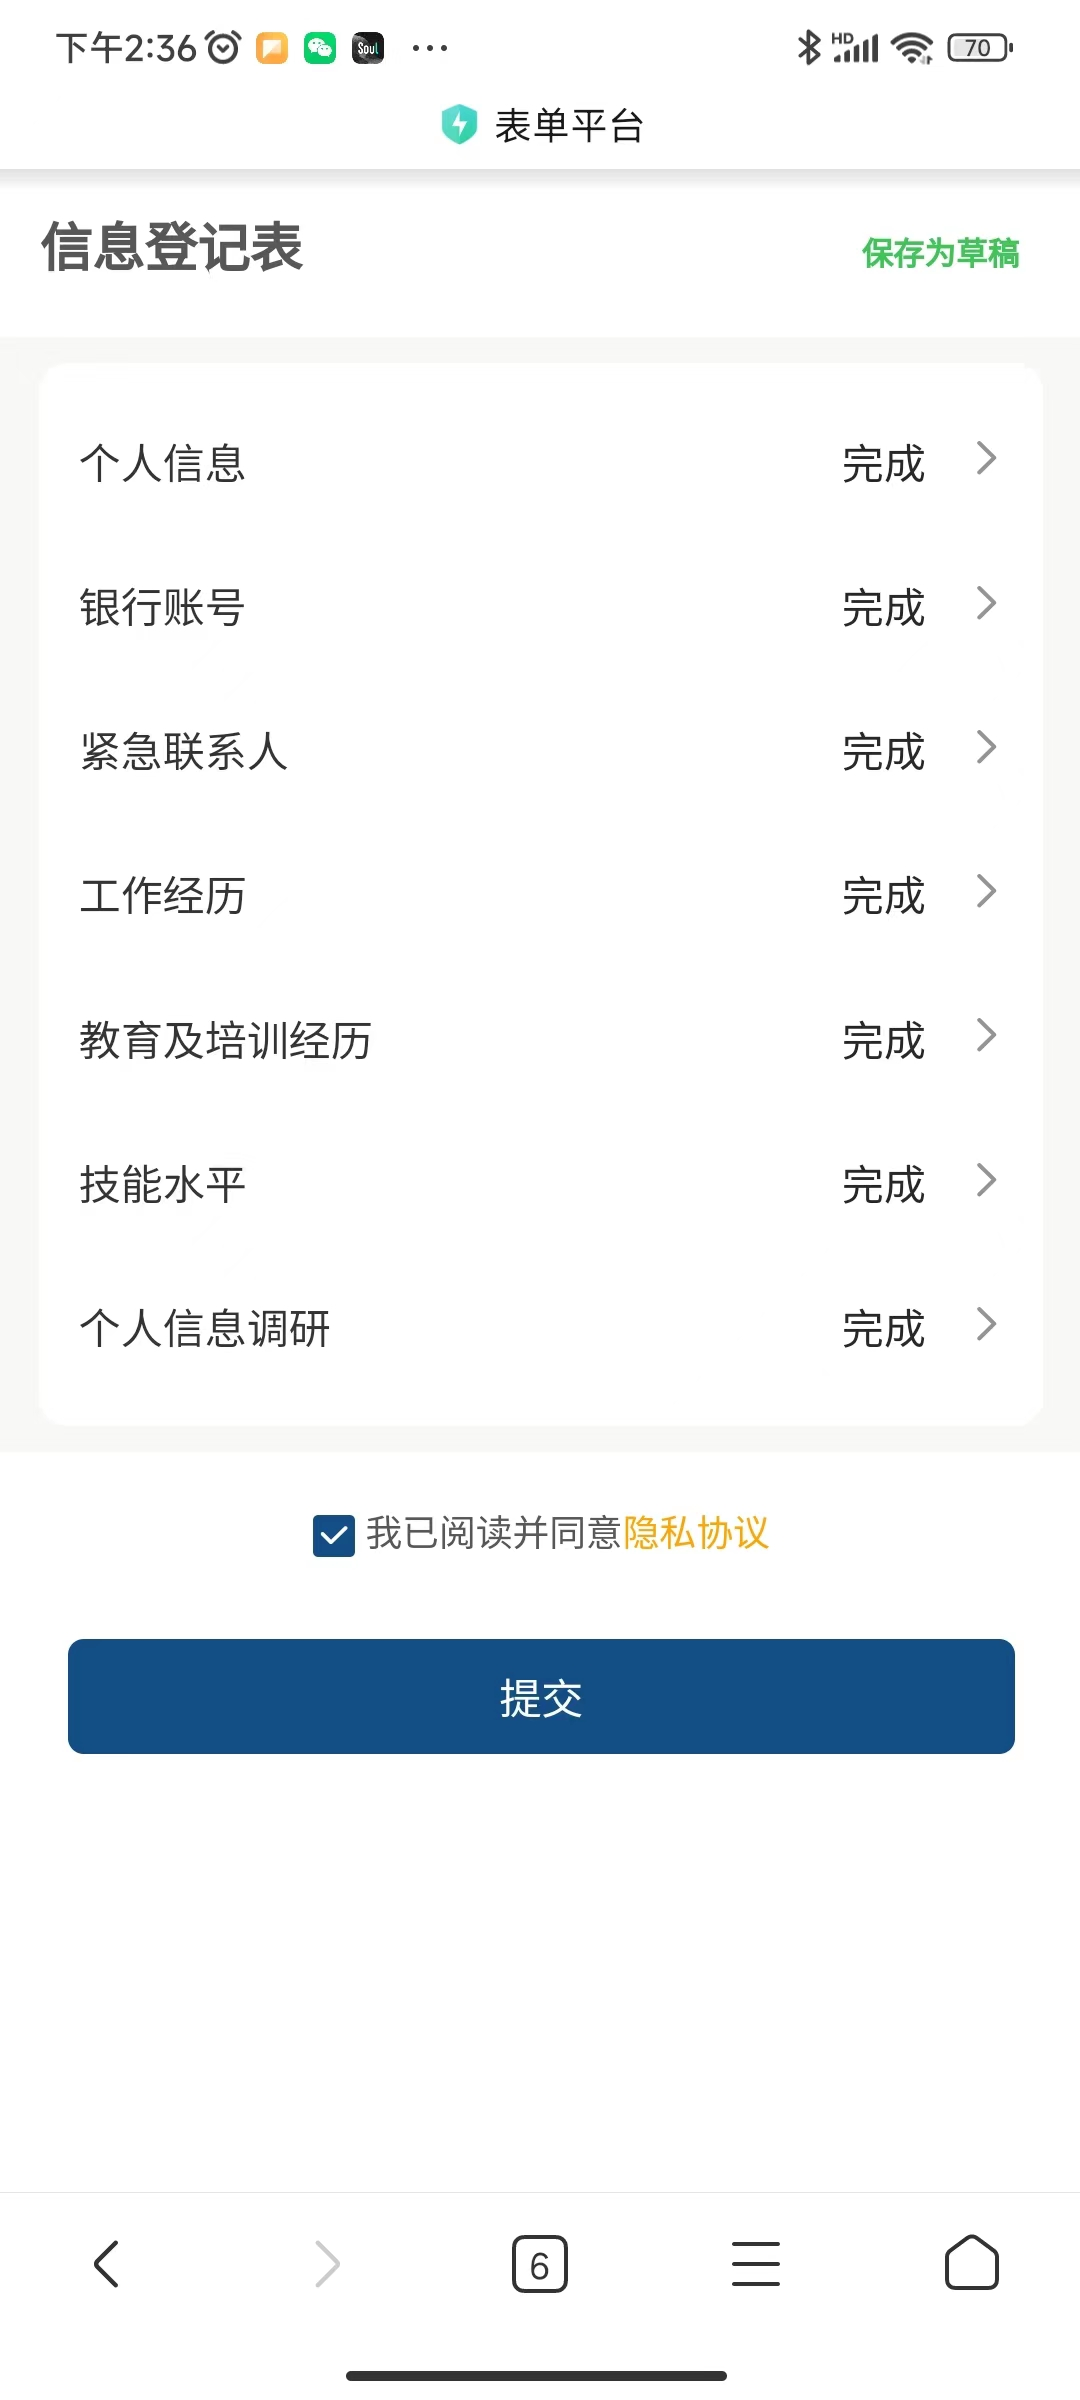 下午2:36 Soul HD 70
表单平台
信息登记表 保存为草稿
个人信息 完成
银行账号 完成
紧急联系人 完成
工作经历 完成
教育及培训经历 完成
技能水平 完成
个人信息调研 完成
我已阅读并同意隐私协议
提交
6